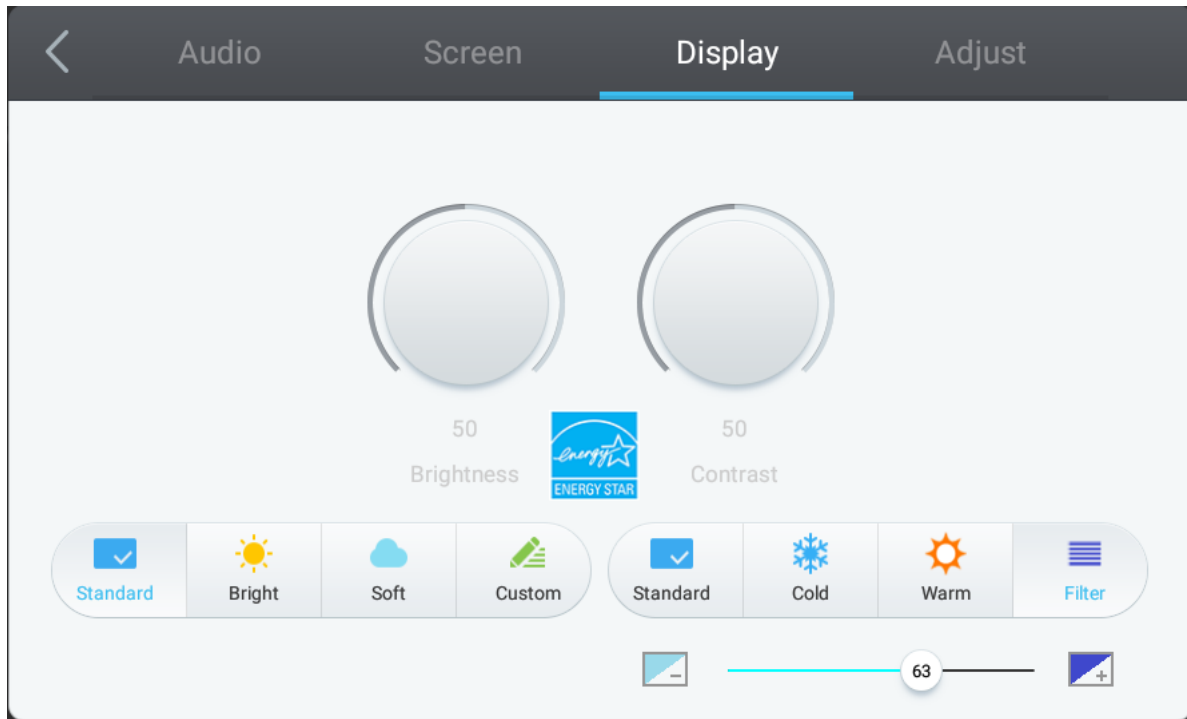 Audio Screen Display Adjust
50 50
Brightness Contrast
energy
ENERGY STAR
Standard Bright Soft Custom Standard Cold Warm Filter
63